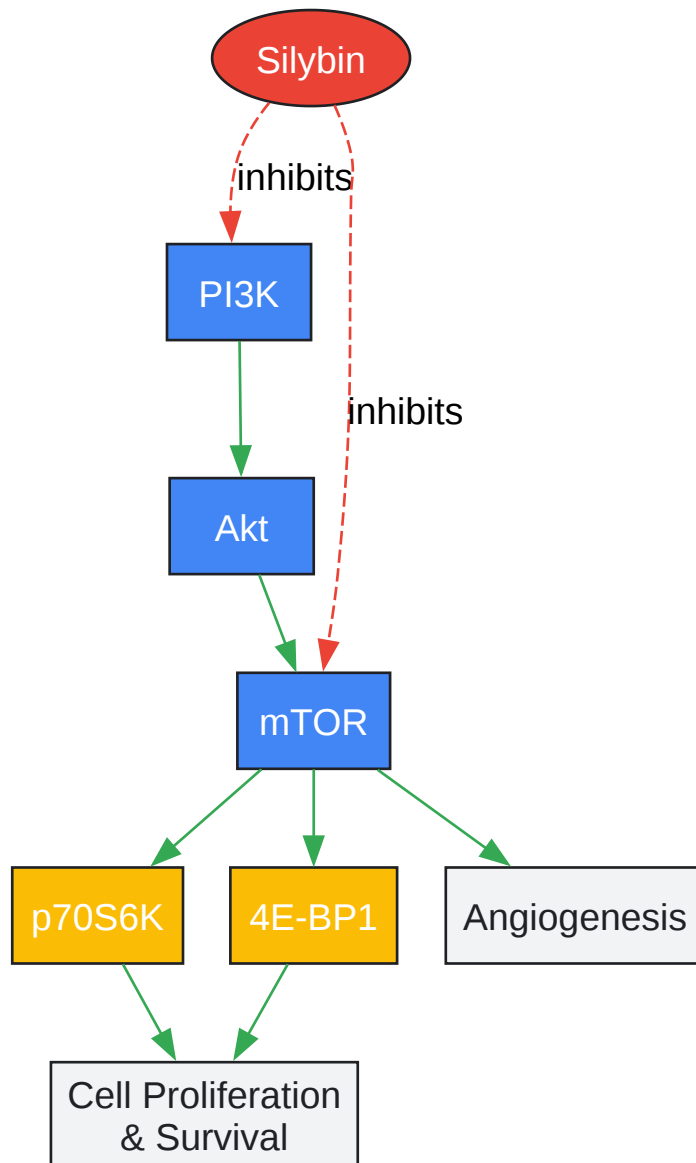 Silybin
inhibits
PI3K
inhibits
Akt
mTOR
p70S6K
4E-BP1
Angiogenesis
Cell Proliferation
& Survival